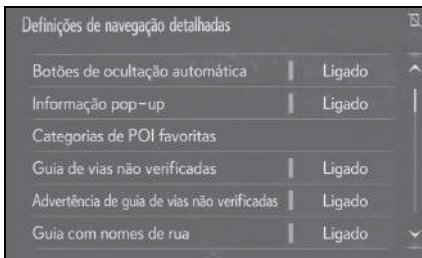 Definições de navegação detalhadas
Botões de ocultação automática Ligado
Informação pop-up Ligado
Categorias de POI favoritas
Guia de vias não verificadas Ligado
Advertência de guia de vias não verificadas Ligado
Guia com nomes de rua Ligado